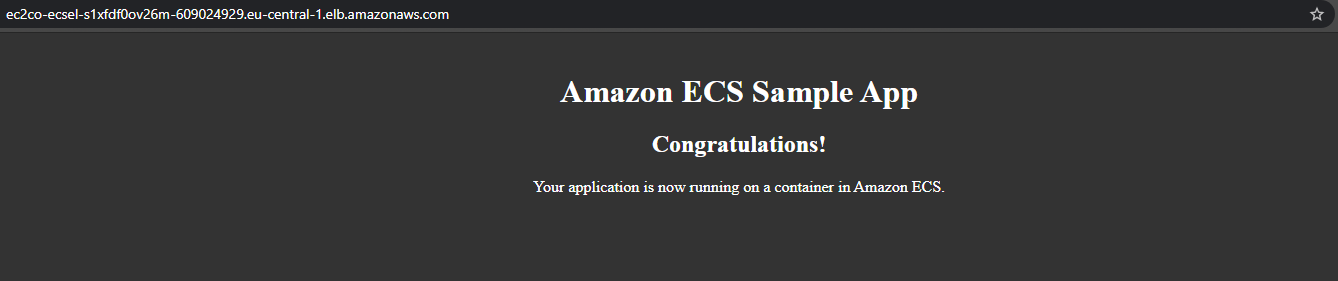 ec2co-ecsel-s1xfdf0ov26m-609024929.eu-central-1.elb.amazonaws.com
Amazon ECS Sample App
Congratulations!
Your application is now running on a container in Amazon ECS.